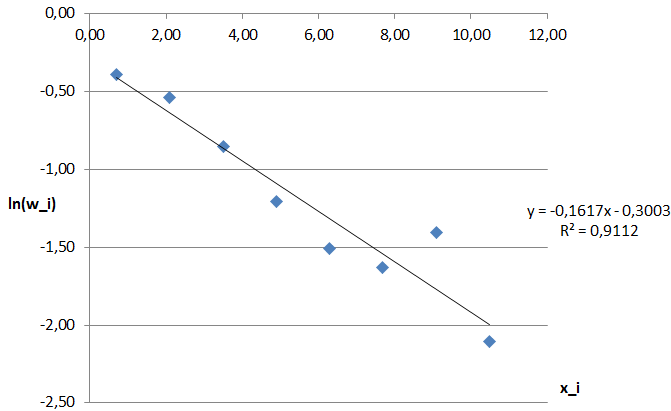 0,00
0,00 2,00 4,00 6,00 8,00 10,00 12,00
-0,50
-1,00
ln(w_i)
y = -0,1617x - 0,3003
R² = 0,9112
-1,50
-2,00
x_i
-2,50